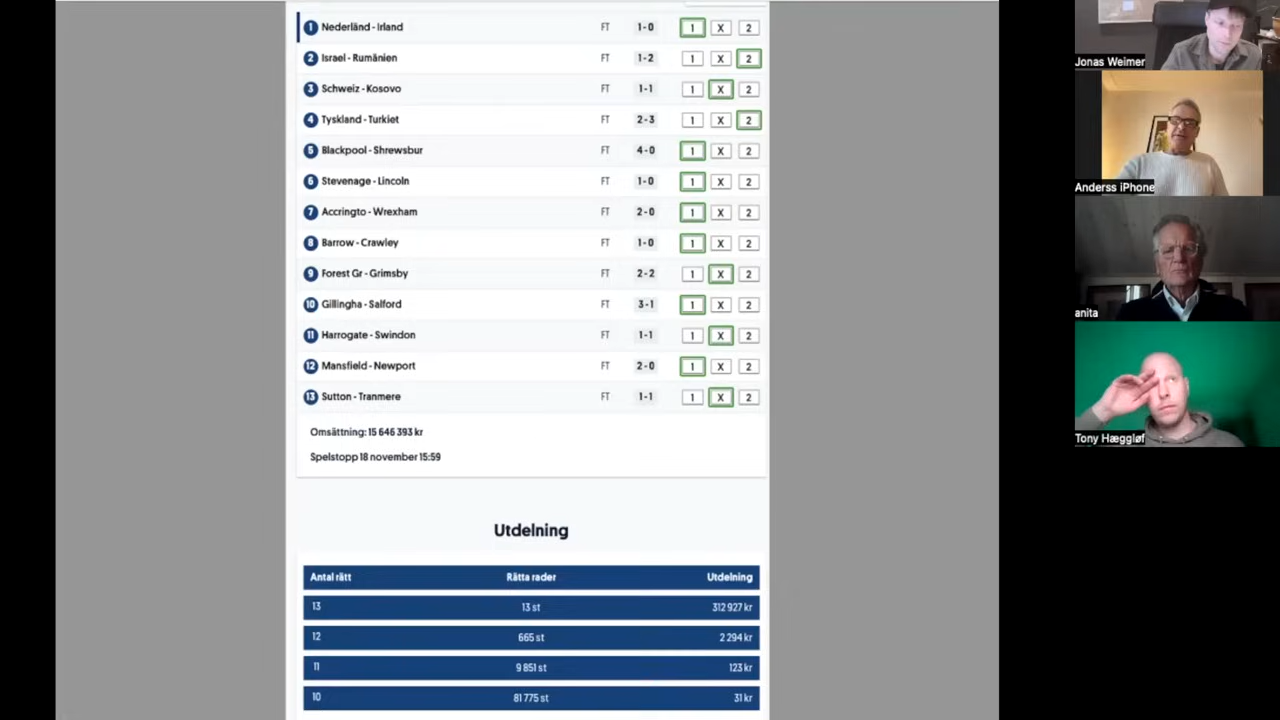 1 Nederländ - Irland FT 1 - 0 1 X 2
2 Israel - Rumänien FT 1 - 2 1 X 2
3 Schweiz - Kosovo FT 1 - 1 1 X 2
4 Tyskland - Turkiet FT 2 - 3 1 X 2
5 Blackpool - Shrewsbur FT 4 - 0 1 X 2
6 Stevenage - Lincoln FT 1 - 0 1 X 2
7 Accringto - Wrexham FT 2 - 0 1 X 2
8 Barrow - Crawley FT 1 - 0 1 X 2
9 Forest Gr - Grimsby FT 2 - 2 1 X 2
10 Gillingha - Salford FT 3 - 1 1 X 2
11 Harrogate - Swindon FT 1 - 1 1 X 2
12 Mansfield - Newport FT 2 - 0 1 X 2
13 Sutton - Tranmere FT 1 - 1 1 X 2
Omsättning: 15 646 393 kr
Spelstopp 18 november 15:59
Utdelning
Antal rätt Rätta rader Utdelning
13 13 st 312 927 kr
12 665 st 2 294 kr
11 9 851 st 123 kr
10 81 775 st 31 kr
Jonas Weimer
Anderss iPhone
anita
Tony Hæggløf